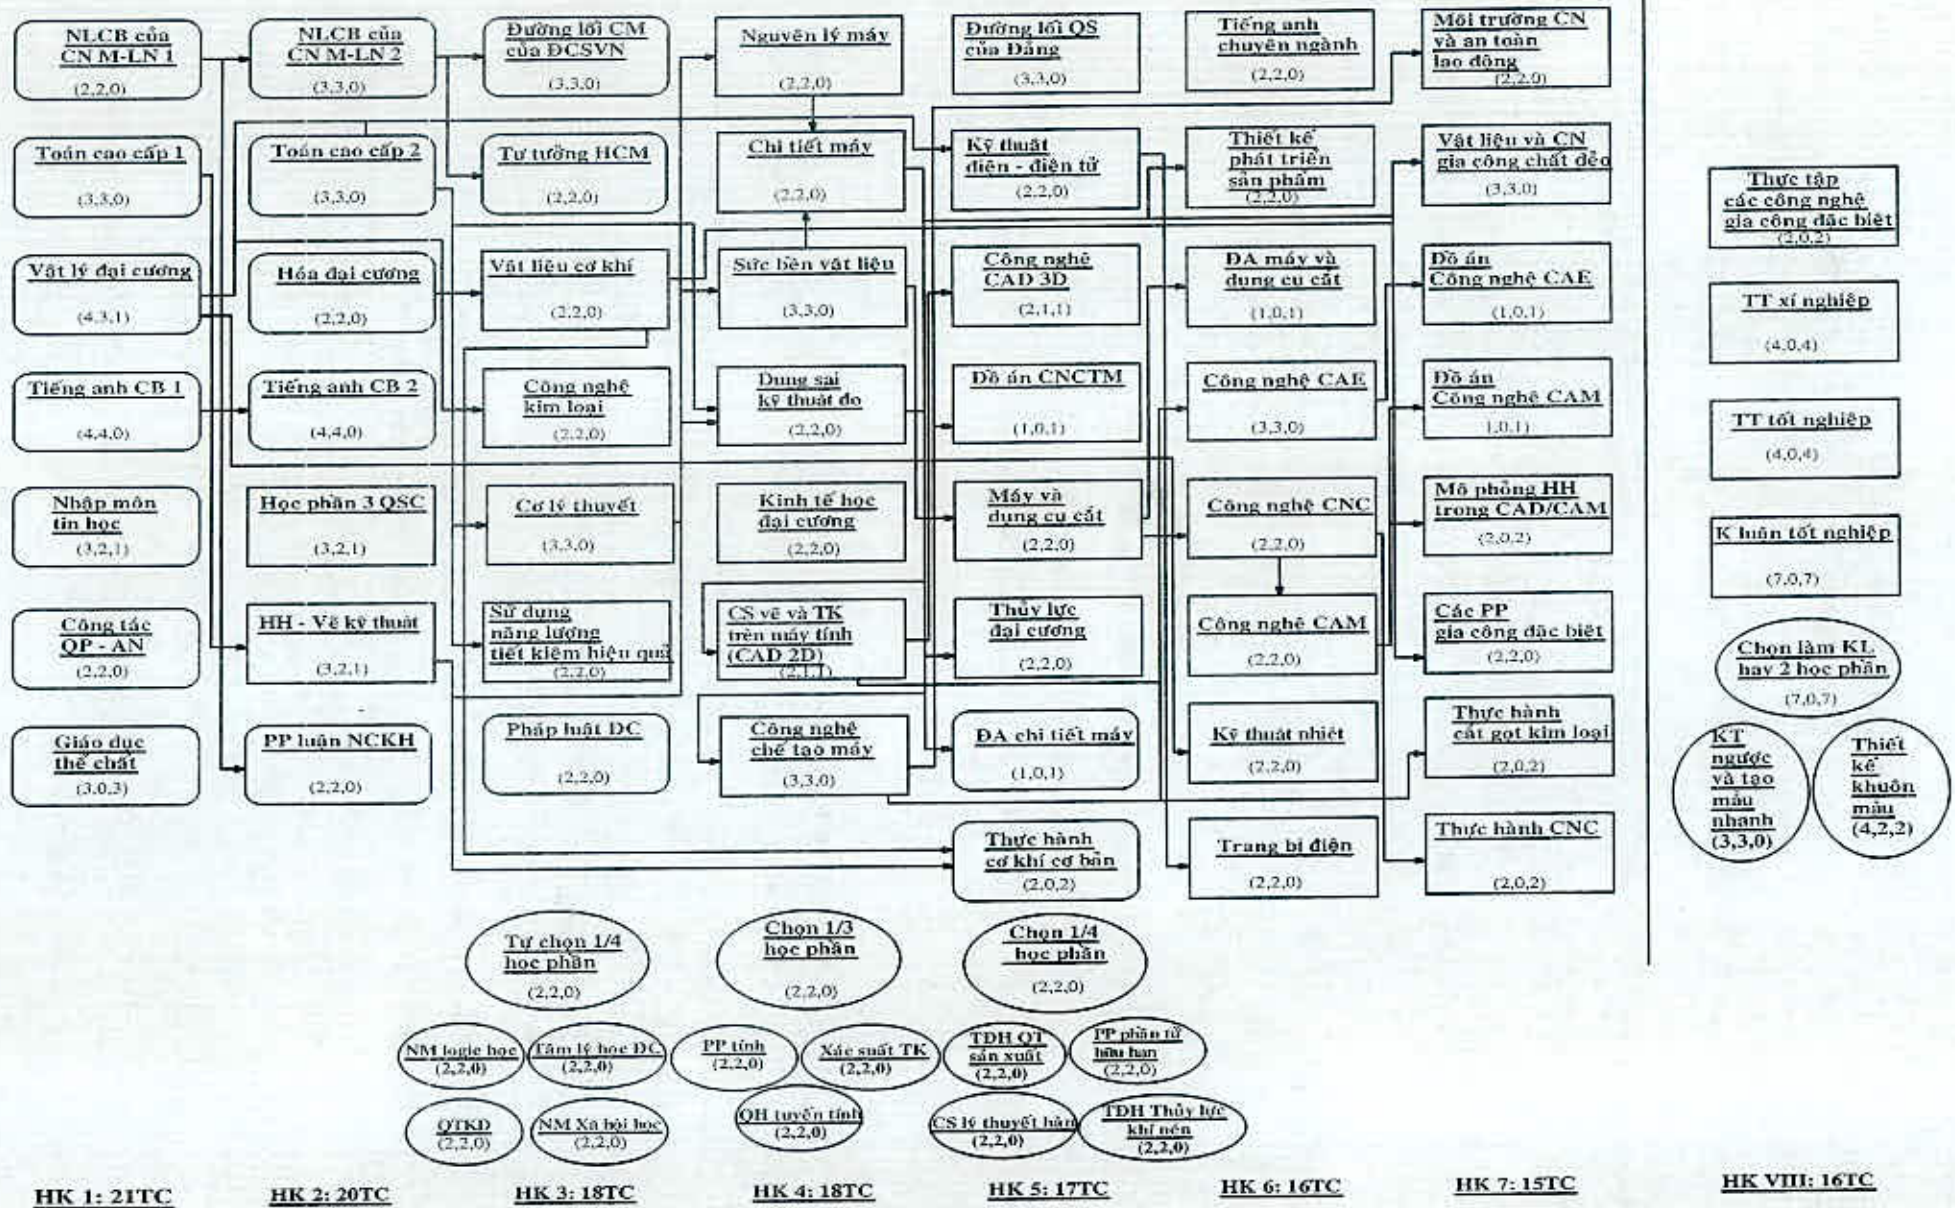 NLCB của
CN M-LN 1
(2,2,0)
Toán cao cấp 1
(3,3,0)
Vật lý đại cương
(4,3,1)
Tiếng anh CB 1
(4,4,0)
Nhập môn
tin học
(3,2,1)
Công tác
QP - AN
(2,2,0)
Giáo dục
thể chất
(3,0,3)
HK 1: 21TC
NLCB của
CN M-LN 2
(3,3,0)
Toán cao cấp 2
(3,3,0)
Hóa đại cương
(2,2,0)
Tiếng anh CB 2
(4,4,0)
Học phần 3 QSC
(3,2,1)
HH - Vẽ kỹ thuật
(3,2,1)
PP luận NCKH
(2,2,0)
HK 2: 20TC
Đường lối CM
của ĐCSVN
(3,3,0)
Tư tưởng HCM
(2,2,0)
Vật liệu cơ khí
(2,2,0)
Công nghệ
kim loại
(2,2,0)
Cơ lý thuyết
(3,3,0)
Sử dụng
năng lượng
tiết kiệm hiệu quả
(2,2,0)
Pháp luật ĐC
(2,2,0)
Tự chọn 1/4
học phần
(2,2,0)
NM logic học
(2,2,0)
Tâm lý học ĐC
(2,2,0)
QTKD
(2,2,0)
NM Xã hội học
(2,2,0)
HK 3: 18TC
Nguyên lý máy
(2,2,0)
Chi tiết máy
(2,2,0)
Sức bền vật liệu
(3,3,0)
Dung sai
kỹ thuật đo
(2,2,0)
Kinh tế học
đại cương
(2,2,0)
CS vẽ và TK
trên máy tính
(CAD 2D)
(2,1,1)
Công nghệ
chế tạo máy
(3,3,0)
Chọn 1/3
học phần
(2,2,0)
PP tính
(2,2,0)
Xác suất TK
(2,2,0)
QH tuyến tính
(2,2,0)
HK 4: 18TC
Đường lối QS
của Đảng
(3,3,0)
Kỹ thuật
điện - điện tử
(2,2,0)
Công nghệ
CAD 3D
(2,1,1)
Đồ án CNCTM
(1,0,1)
Máy và
dụng cụ cắt
(2,2,0)
Thủy lực
đại cương
(2,2,0)
ĐA chi tiết máy
(1,0,1)
Thực hành
cơ khí cơ bản
(2,0,2)
Chọn 1/4
học phần
(2,2,0)
TDH QT
sản xuất
(2,2,0)
PP phần tử
hữu hạn
(2,2,0)
CS lý thuyết hàn
(2,2,0)
TDH Thủy lực
khí nén
(2,2,0)
HK 5: 17TC
Tiếng anh
chuyên ngành
(2,2,0)
Thiết kế
phát triển
sản phẩm
(2,2,0)
ĐA máy và
dụng cụ cắt
(1,0,1)
Công nghệ CAE
(3,3,0)
Công nghệ CNC
(2,2,0)
Công nghệ CAM
(2,2,0)
Kỹ thuật nhiệt
(2,2,0)
Trang bị điện
(2,2,0)
HK 6: 16TC
Môi trường CN
và an toàn
lao động
(2,2,0)
Vật liệu và CN
gia công chất dẻo
(3,3,0)
Đồ án
Công nghệ CAE
(1,0,1)
Đồ án
Công nghệ CAM
1,0,1)
Mô phỏng HH
trong CAD/CAM
(2,0,2)
Các PP
gia công đặc biệt
(2,2,0)
Thực hành
cắt gọt kim loại
(2,0,2)
Thực hành CNC
(2,0,2)
HK 7: 15TC
Thực tập
các công nghệ
gia công đặc biệt
(2,0,2)
TT xí nghiệp
(4,0,4)
TT tốt nghiệp
(4,0,4)
K luận tốt nghiệp
(7,0,7)
Chọn làm KL
hay 2 học phần
(7,0,7)
KT
ngược
và tạo
mẫu
nhanh
(3,3,0)
Thiết
kế
khuôn
mẫu
(4,2,2)
HK VIII: 16TC